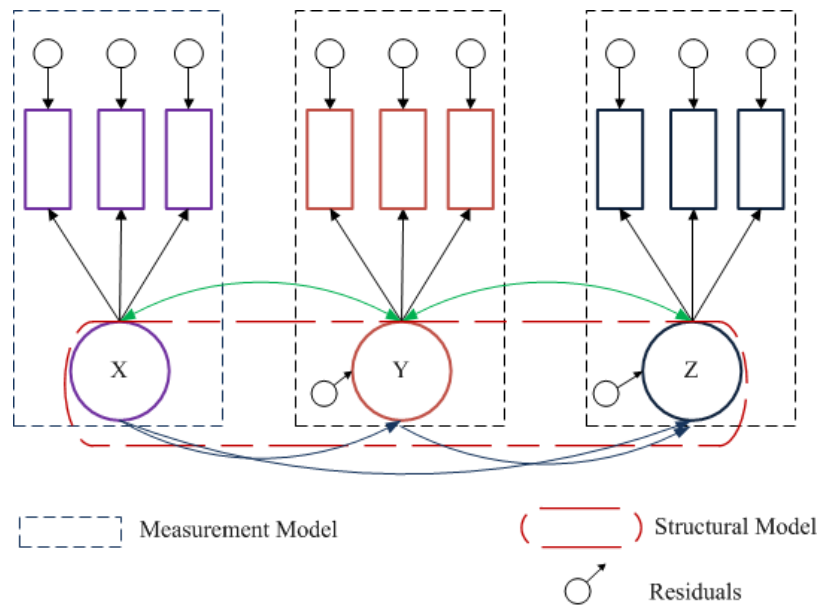 X
Y
Z
Measurement Model
Structural Model
Residuals